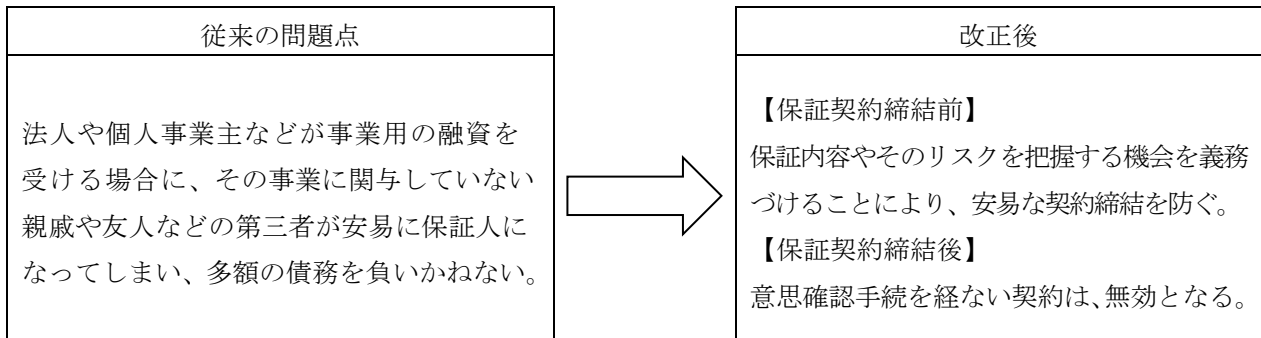 従来の問題点
法人や個人事業主などが事業用の融資を
受ける場合に、その事業に関与していない
親戚や友人などの第三者が安易に保証人に
なってしまい、多額の債務を負いかねない。
改正後
【保証契約締結前】
保証内容やそのリスクを把握する機会を義務
づけることにより、安易な契約締結を防ぐ。
【保証契約締結後】
意思確認手続を経ない契約は、無効となる。